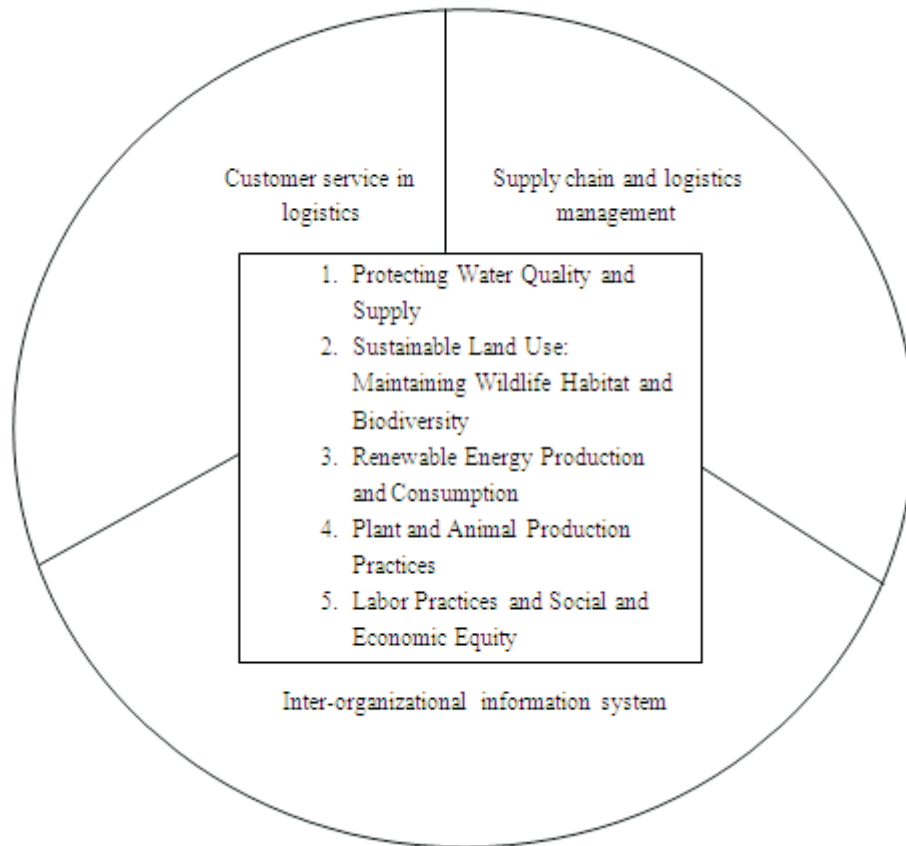 Customer service in
logistics
Supply chain and logistics
management
1. Protecting Water Quality and
Supply
2. Sustainable Land Use:
Maintaining Wildlife Habitat and
Biodiversity
3. Renewable Energy Production
and Consumption
4. Plant and Animal Production
Practices
5. Labor Practices and Social and
Economic Equity
Inter-organizational information system